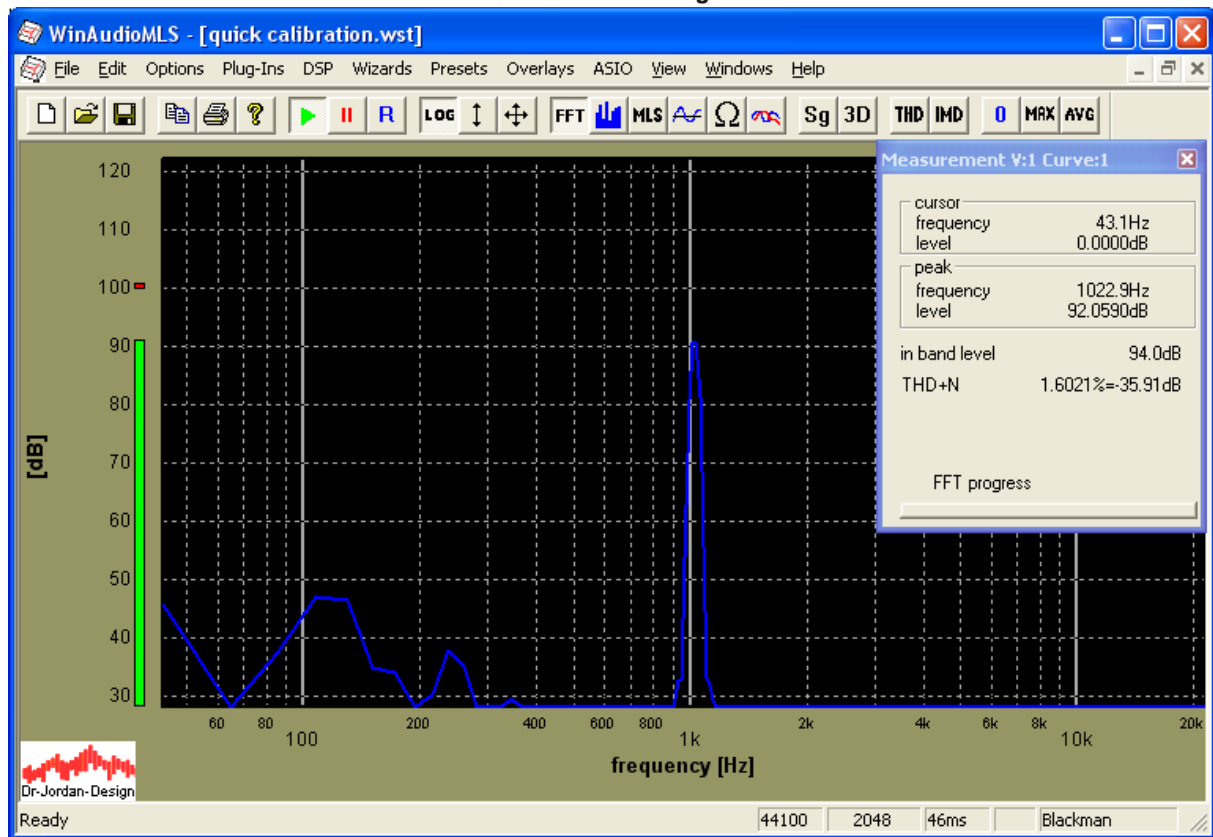 WinAudioMLS - [quick calibration.wst]
File Edit Options Plug-Ins DSP Wizards Presets Overlays ASIO View Windows Help
R LOG FFT MLS Ω Sg 3D THD IMD 0 MAX AVG
Measurement V:1 Curve:1
cursor
frequency 43.1Hz
level 0.0000dB
peak
frequency 1022.9Hz
level 92.0590dB
in band level 94.0dB
THD+N 1.6021%=-35.91dB
FFT progress
120
110
100
90
80
70
60
50
40
30
[dB]
60 80 200 400 600 800 2k 4k 6k 8k 20k
100 1k 10k
frequency [Hz]
Dr-Jordan-Design
Ready 44100 2048 46ms Blackman